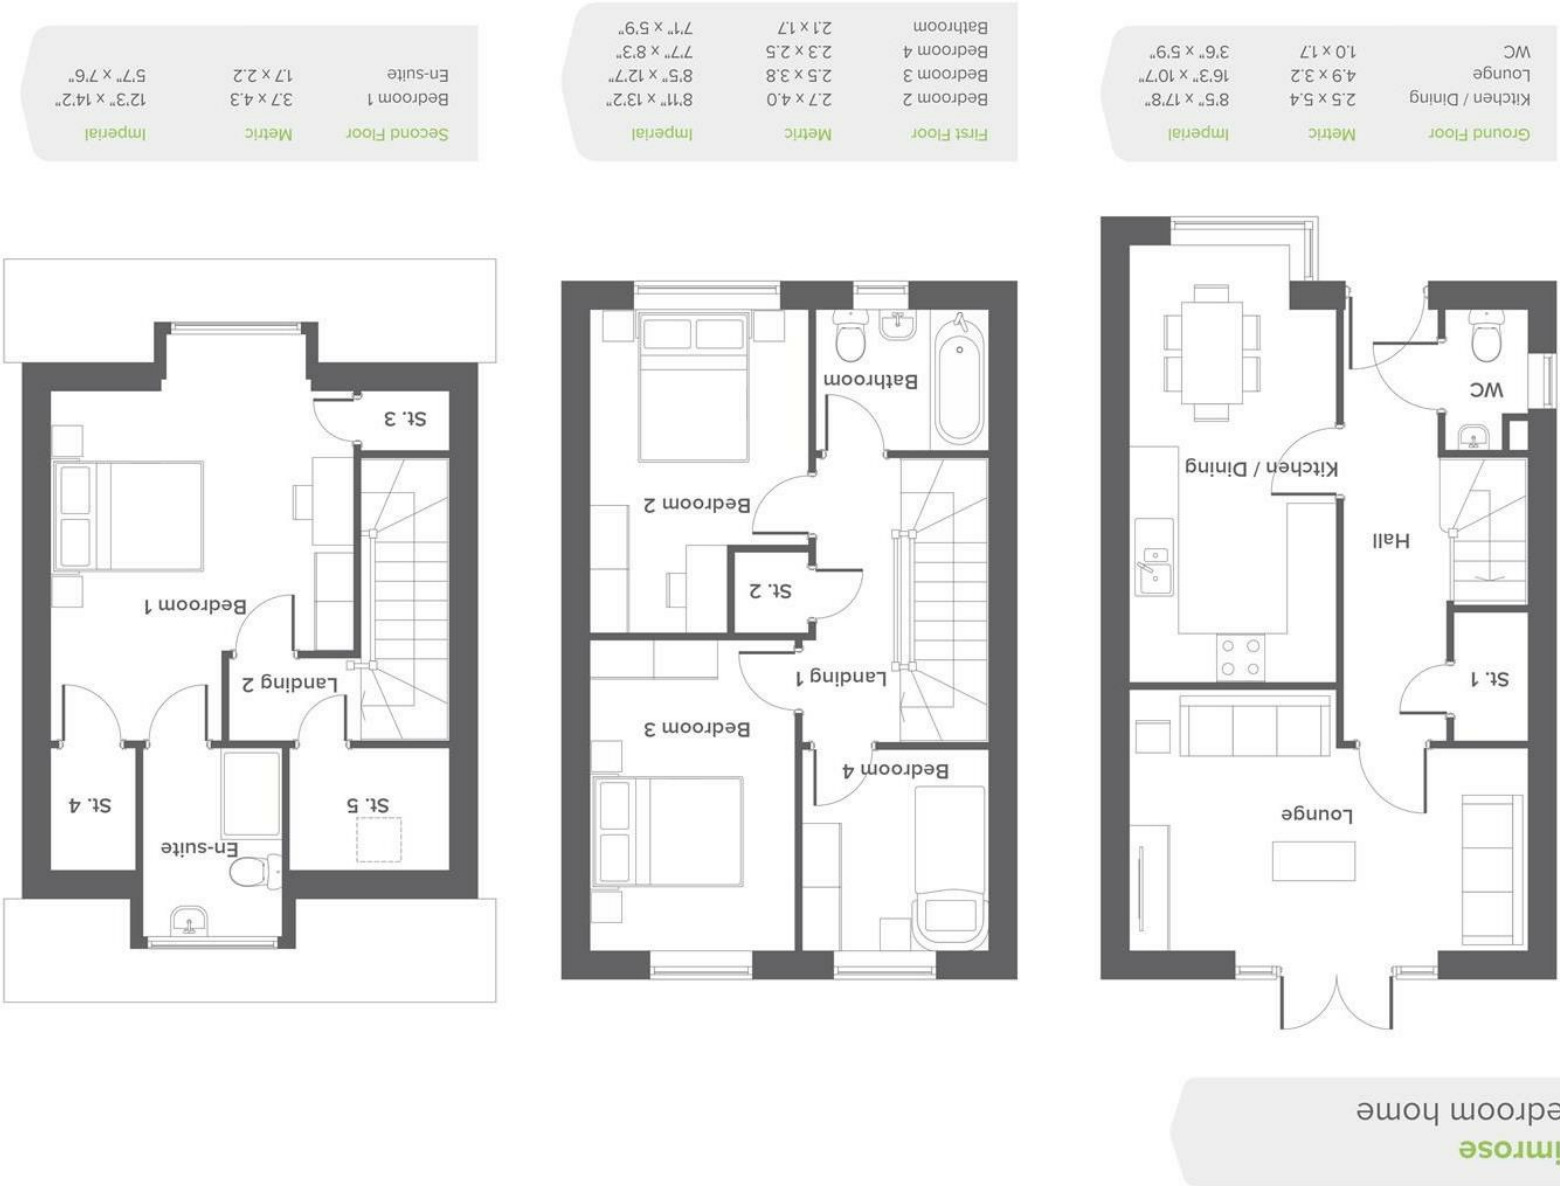 imrose
edroom home
Lounge
St. 1
Hall
Kitchen / Dining
WC
Ground Floor Metric Imperial
Kitchen / Dining 2.5 x 5.4 8'5" x 17'8"
Lounge 4.9 x 3.2 16'3" x 10'7"
WC 1.0 x 1.7 3'6" x 5'9"
Bedroom 4
Bedroom 3
Landing 1
St. 2
Bedroom 2
Bathroom
First Floor Metric Imperial
Bedroom 2 2.7 x 4.0 8'11" x 13'2"
Bedroom 3 2.5 x 3.8 8'5" x 12'7"
Bedroom 4 2.3 x 2.5 7'7" x 8'3"
Bathroom 2.1 x 1.7 7'1" x 5'9"
En-suite
St. 5
St. 4
Landing 2
Bedroom 1
St. 3
Second Floor Metric Imperial
Bedroom 1 3.7 x 4.3 12'3" x 14'2"
En-suite 1.7 x 2.2 5'7" x 7'6"